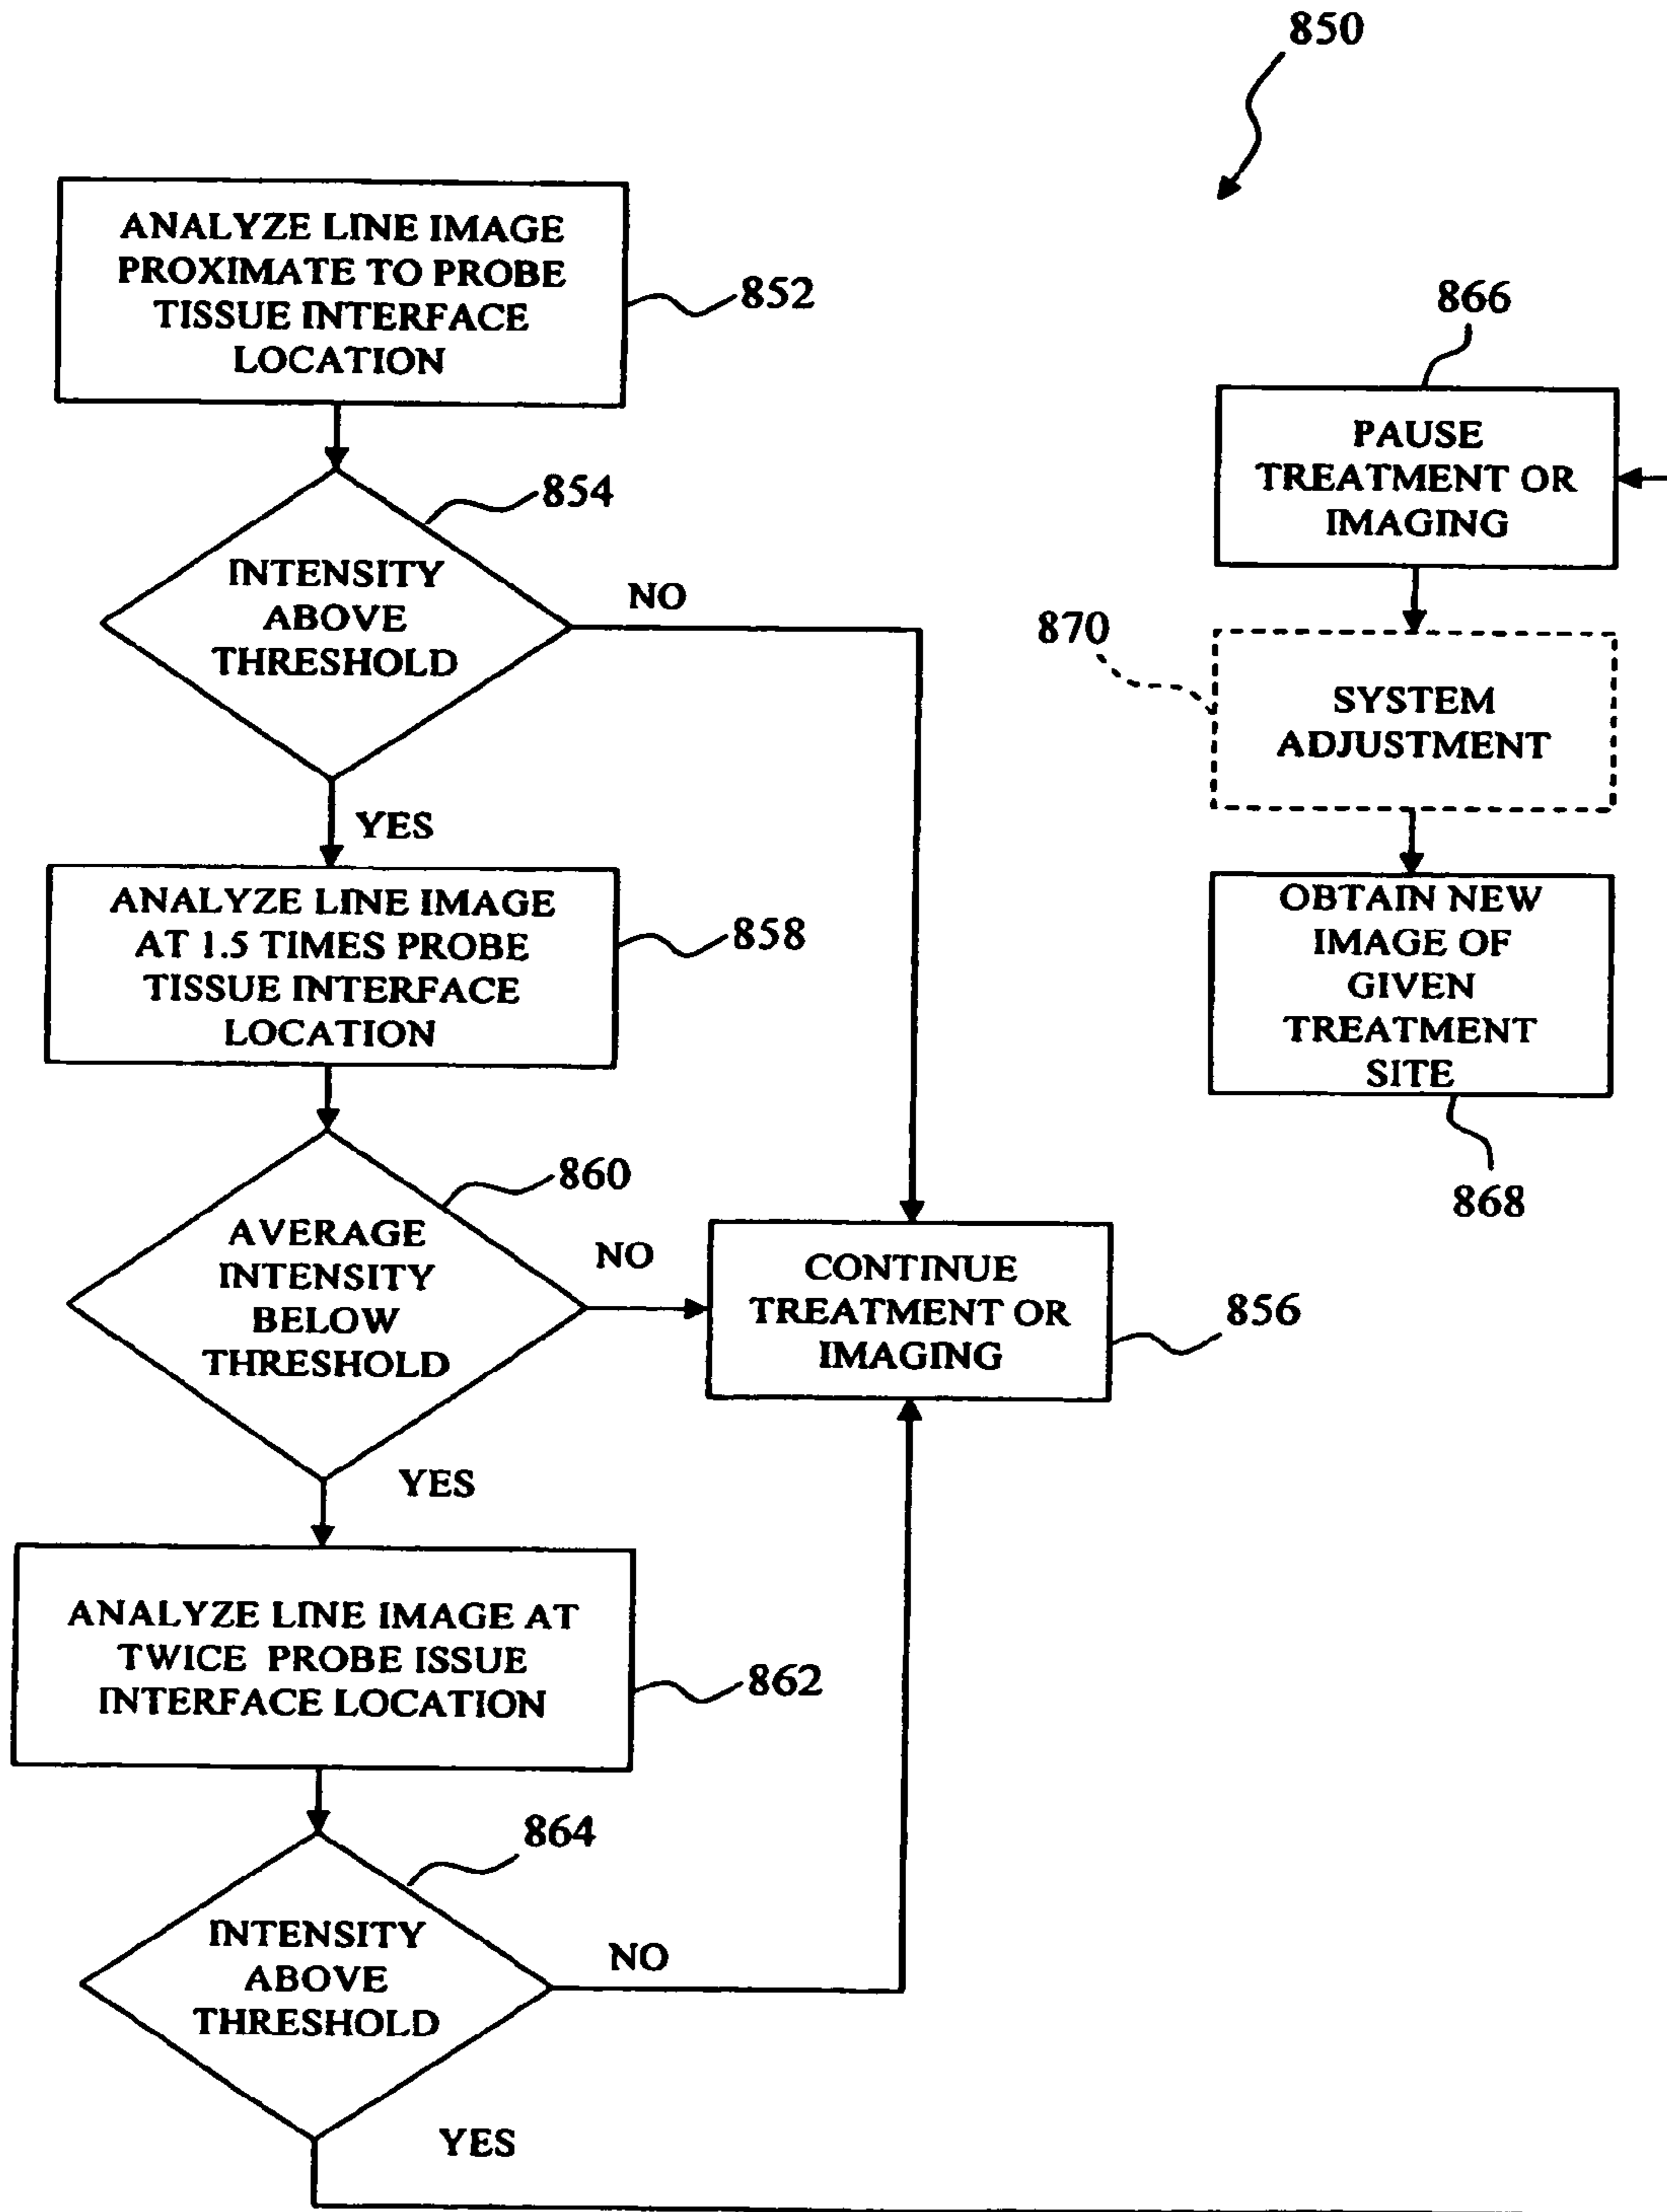 850
ANALYZE LINE IMAGE
PROXIMATE TO PROBE
TISSUE INTERFACE
LOCATION
852
854
INTENSITY
ABOVE
THRESHOLD
NO
YES
ANALYZE LINE IMAGE
AT 1.5 TIMES PROBE
TISSUE INTERFACE
LOCATION
858
860
AVERAGE
INTENSITY
BELOW
THRESHOLD
NO
YES
CONTINUE
TREATMENT OR
IMAGING
856
ANALYZE LINE IMAGE AT
TWICE PROBE ISSUE
INTERFACE LOCATION
862
864
INTENSITY
ABOVE
THRESHOLD
NO
YES
866
PAUSE
TREATMENT OR
IMAGING
870
SYSTEM
ADJUSTMENT
OBTAIN NEW
IMAGE OF
GIVEN
TREATMENT
SITE
868